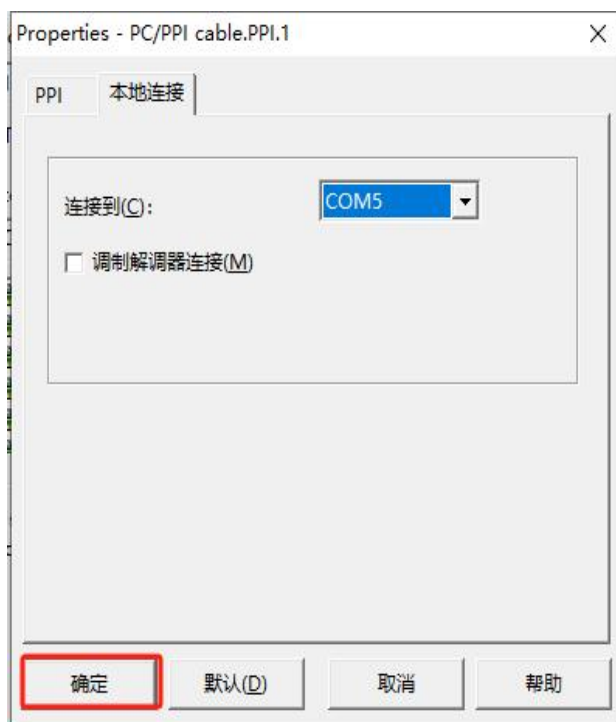 Properties - PC/PPI cable.PPI.1
PPI 本地连接
连接到(C): COM5
调制解调器连接(M)
确定 默认(D) 取消 帮助